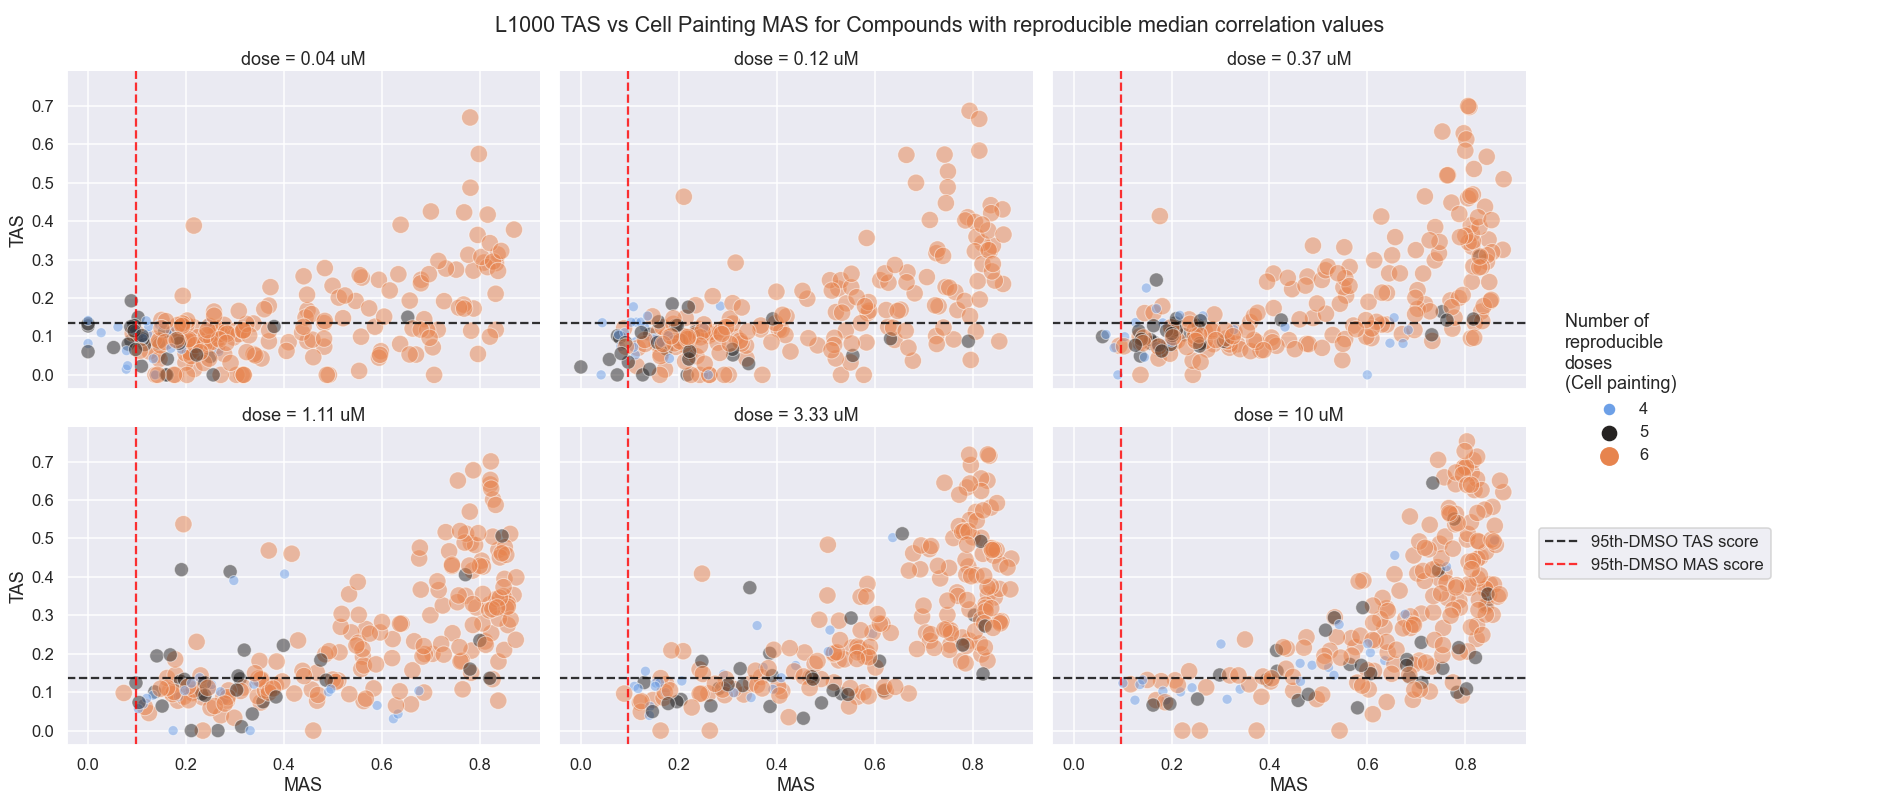 L1000 TAS vs Cell Painting MAS for Compounds with reproducible median correlation values
dose = 0.04 uM
dose = 0.12 uM
dose = 0.37 uM
TAS
0.7
0.6
0.5
0.4
0.3
0.2
0.1
0.0
dose = 1.11 uM
dose = 3.33 uM
dose = 10 uM
TAS
0.7
0.6
0.5
0.4
0.3
0.2
0.1
0.0
0.0 0.2 0.4 0.6 0.8
MAS
0.0 0.2 0.4 0.6 0.8
MAS
0.0 0.2 0.4 0.6 0.8
MAS
Number of
reproducible
doses
(Cell painting)
4
5
6
95th-DMSO TAS score
95th-DMSO MAS score